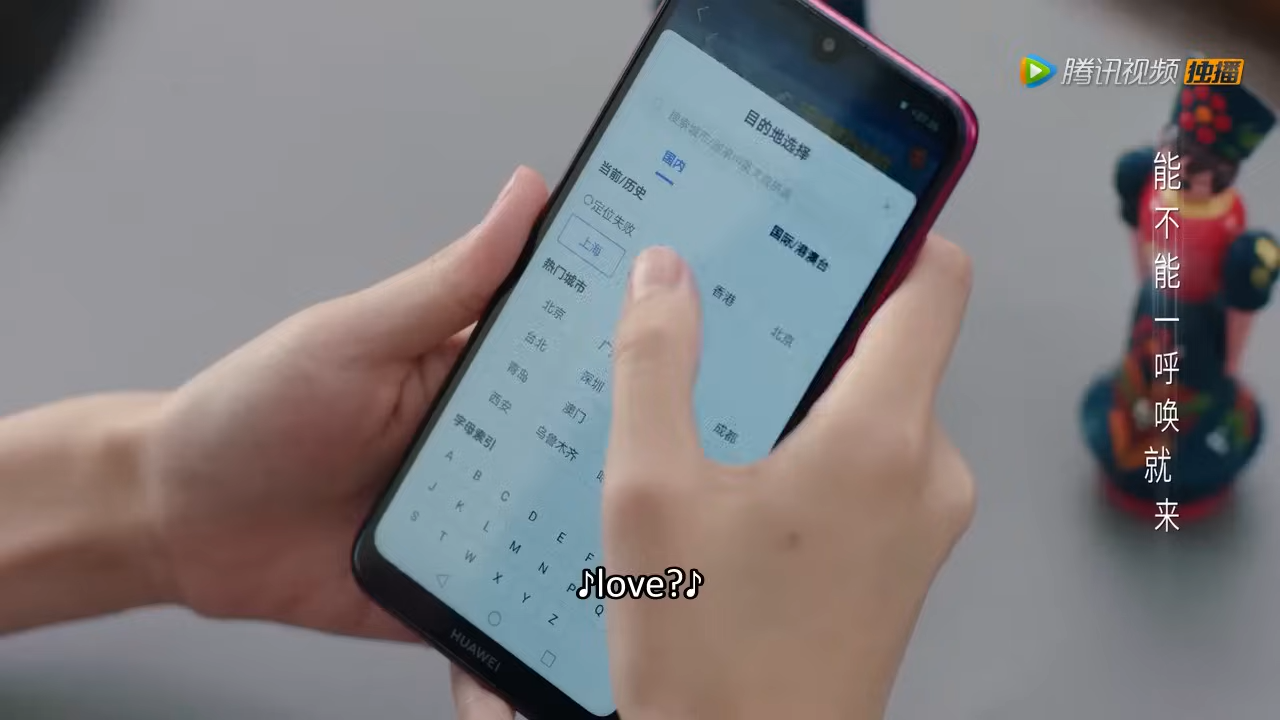 腾讯视频 独播
能不能一呼唤就来
目的地选择
国内
国际/港澳台
当前/历史
定位失败
上海
香港
北京
热门城市
北京
台北
深圳
青岛
澳门
成都
西安
乌鲁木齐
字母索引
A B C D E F
J K L M N P Q
S T W X Y Z
HUAWEI
♪love?♪